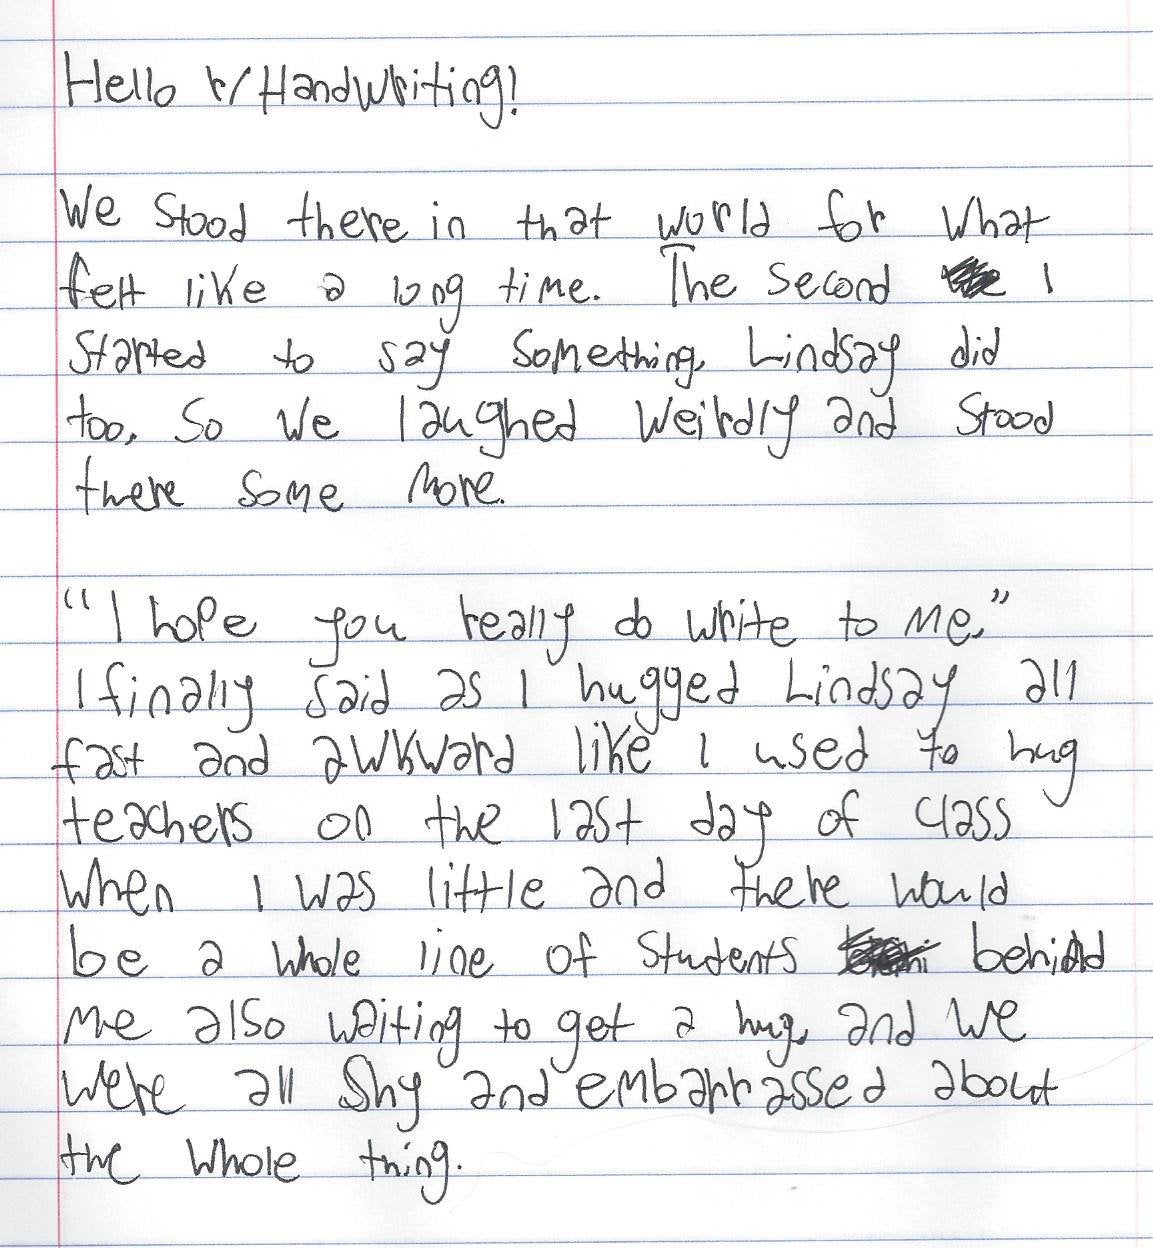 Hello r/Handwriting!
We stood there in that world for what
felt like a long time. The second I
started to say something, Lindsay did
too, so we laughed weirdly and stood
there some more.
"I hope you really do write to me,"
I finally said as I hugged Lindsay all
fast and awkward like I used to hug
teachers on the last day of class
when I was little and there would
be a whole line of students behind
me also waiting to get a hug, and we
were all shy and embarrassed about
the whole thing.